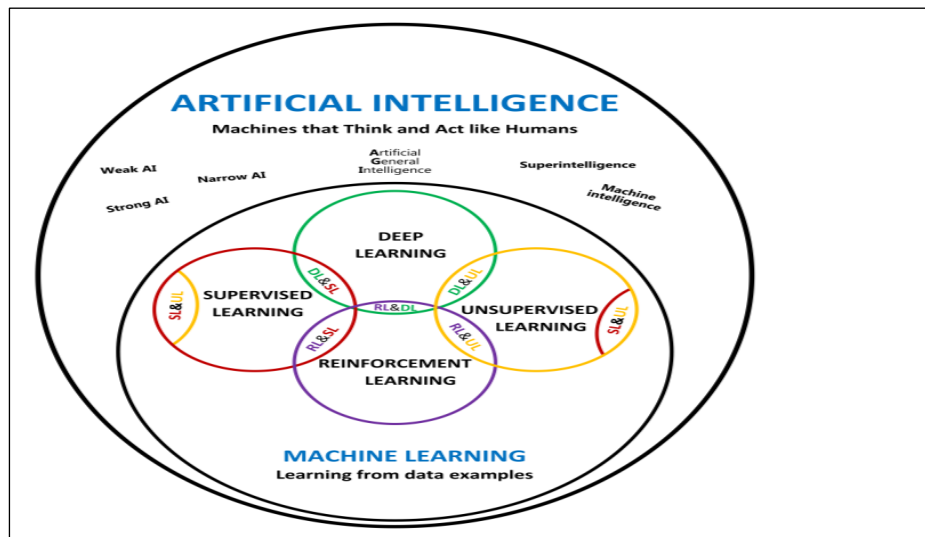 ARTIFICIAL INTELLIGENCE
Machines that Think and Act like Humans
Weak AI
Narrow AI
Strong AI
Artificial
General
Intelligence
Superintelligence
Machine
intelligence
DEEP
LEARNING
DL&SL
DL&UL
SL&UL
SUPERVISED
LEARNING
RL&DL
UNSUPERVISED
LEARNING
SL&UL
RL&SL
RL&UL
REINFORCEMENT
LEARNING
MACHINE LEARNING
Learning from data examples